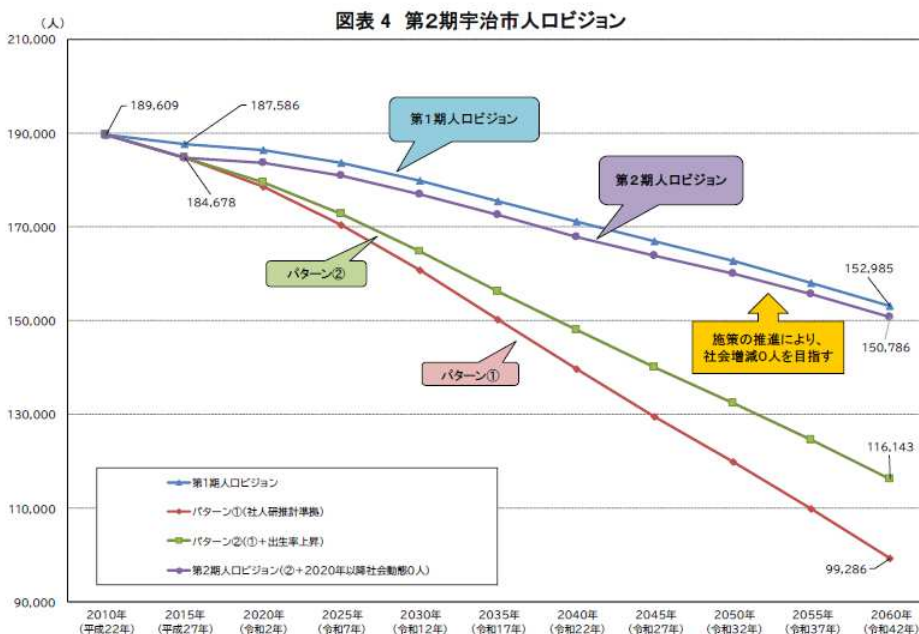 図表 4 第2期宇治市人口ビジョン
（人）
210,000
190,000
170,000
150,000
130,000
110,000
90,000
189,609
187,586
184,678
第1期人口ビジョン
第2期人口ビジョン
パターン②
パターン①
152,985
150,786
施策の推進により、
社会増減0人を目指す
116,143
99,286
第1期人口ビジョン
パターン①(社人研推計準拠)
パターン②(①+出生率上昇)
第2期人口ビジョン(②+2020年以降社会動態0人)
2010年 2015年 2020年 2025年 2030年 2035年 2040年 2045年 2050年 2055年 2060年
(平成22年) (平成27年) (令和2年) (令和7年) (令和12年) (令和17年) (令和22年) (令和27年) (令和32年) (令和37年) (令和42年)